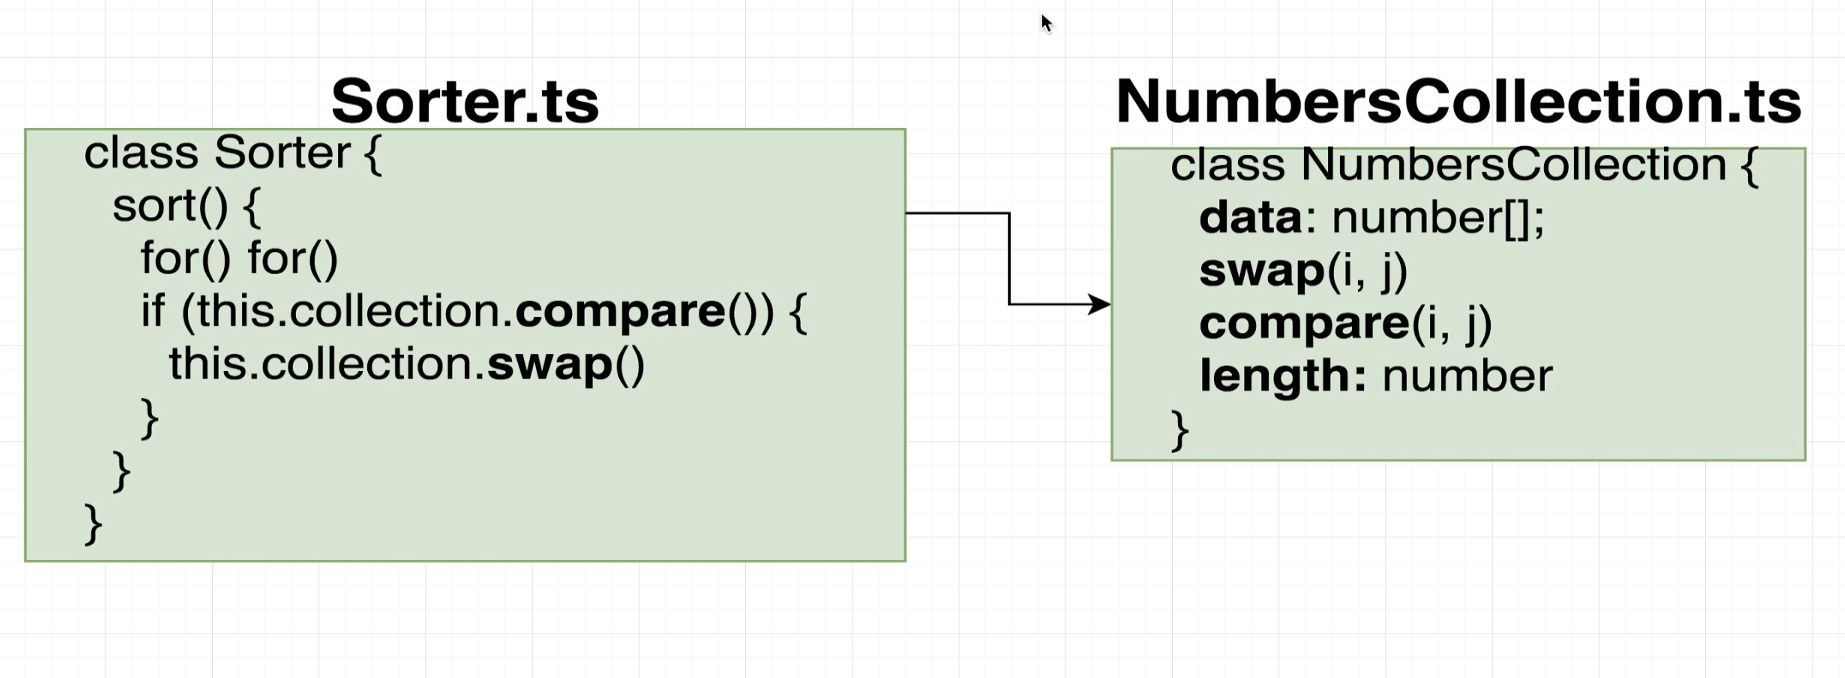 Sorter.ts
class Sorter {
sort() {
for() for()
if (this.collection.compare()) {
this.collection.swap()
}
}
}
NumbersCollection.ts
class NumbersCollection {
data: number[];
swap(i, j)
compare(i, j)
length: number
}